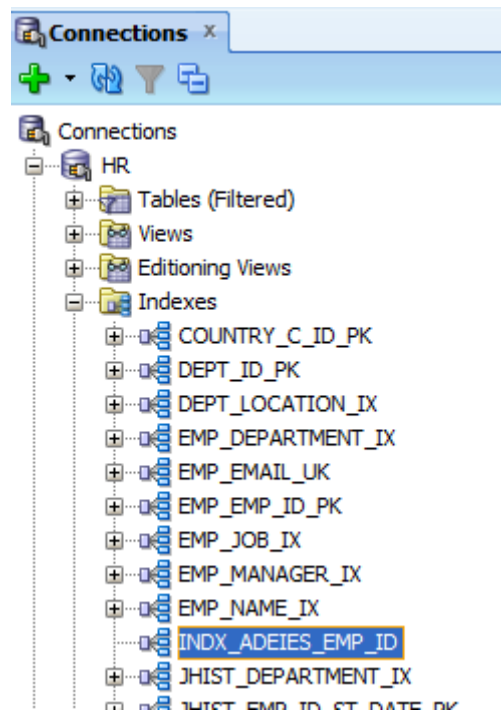 Connections
Connections
HR
Tables (Filtered)
Views
Editioning Views
Indexes
COUNTRY_C_ID_PK
DEPT_ID_PK
DEPT_LOCATION_IX
EMP_DEPARTMENT_IX
EMP_EMAIL_UK
EMP_EMP_ID_PK
EMP_JOB_IX
EMP_MANAGER_IX
EMP_NAME_IX
INDX_ADEIES_EMP_ID
JHIST_DEPARTMENT_IX
JHIST_EMP_ID_ST_DATE_PK